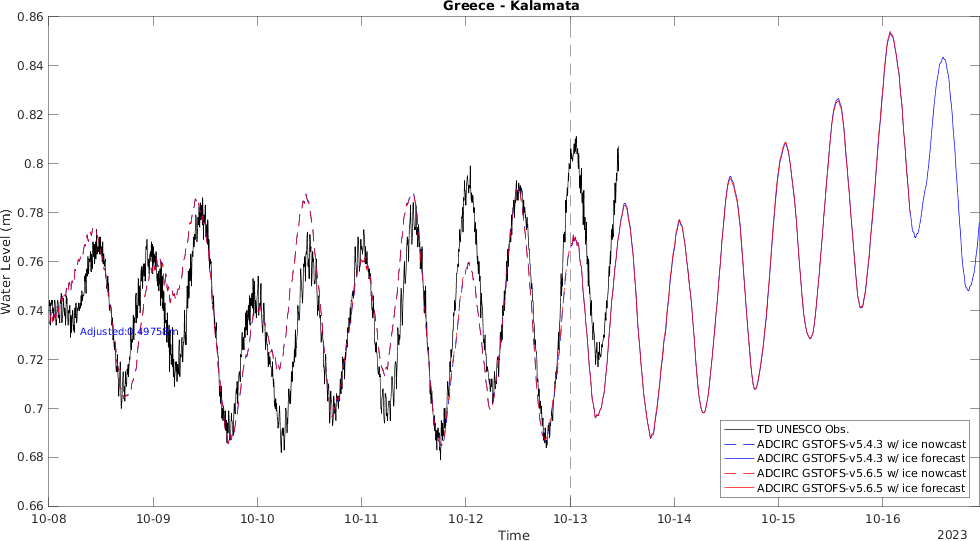 Greece - Kalamata
0.86
0.84
0.82
0.8
0.78
0.76
0.74
0.72
0.7
0.68
0.66
Water Level (m)
Adjusted:0.49758m
TD UNESCO Obs.
ADCIRC GSTOFS-v5.4.3 w/ ice nowcast
ADCIRC GSTOFS-v5.4.3 w/ ice forecast
ADCIRC GSTOFS-v5.6.5 w/ ice nowcast
ADCIRC GSTOFS-v5.6.5 w/ ice forecast
10-08 10-09 10-10 10-11 10-12 10-13 10-14 10-15 10-16
Time
2023